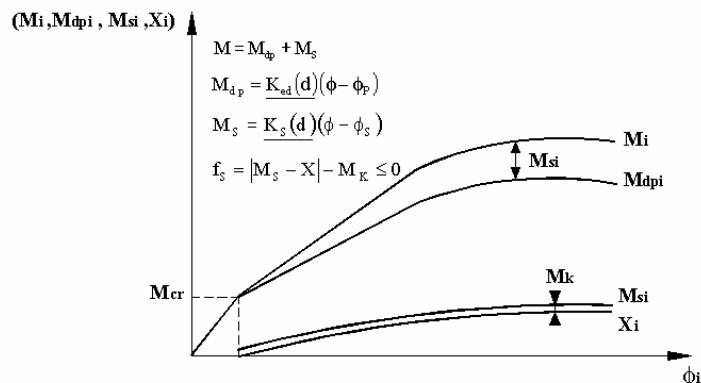 (Mi ,Mdpi , Msi ,Xi)
M = Mdp + MS
Mdp = Ked(d)(ϕ− ϕP)
MS = KS(d)(ϕ − ϕS)
fS = |MS − X| − MK ≤ 0
Mi
Msi
Mdpi
Mcr
Mk
Msi
Xi
ϕi